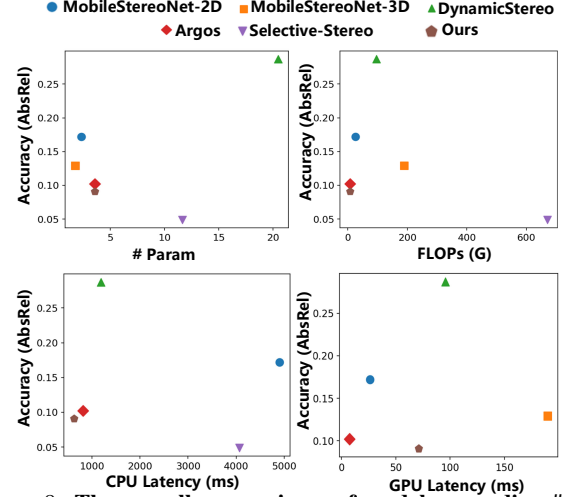 MobileStereoNet-2D MobileStereoNet-3D DynamicStereo
Argos Selective-Stereo Ours
Accuracy (AbsRel)
0.25
0.20
0.15
0.10
0.05
5 10 15 20
# Param
Accuracy (AbsRel)
0.25
0.20
0.15
0.10
0.05
0 200 400 600
FLOPs (G)
Accuracy (AbsRel)
0.25
0.20
0.15
0.10
0.05
1000 2000 3000 4000 5000
CPU Latency (ms)
Accuracy (AbsRel)
0.25
0.20
0.15
0.10
0 50 100 150
GPU Latency (ms)